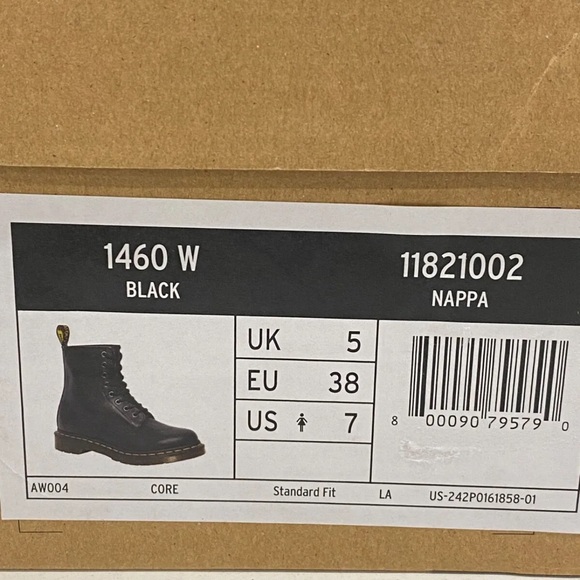 1460 W
BLACK
11821002
NAPPA
UK 5
EU 38
US 7
8 00090 79579 0
AW004 CORE Standard Fit LA US-242P0161858-01